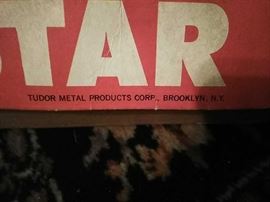 STAR
TUDOR METAL PRODUCTS CORP., BROOKLYN, N.Y.